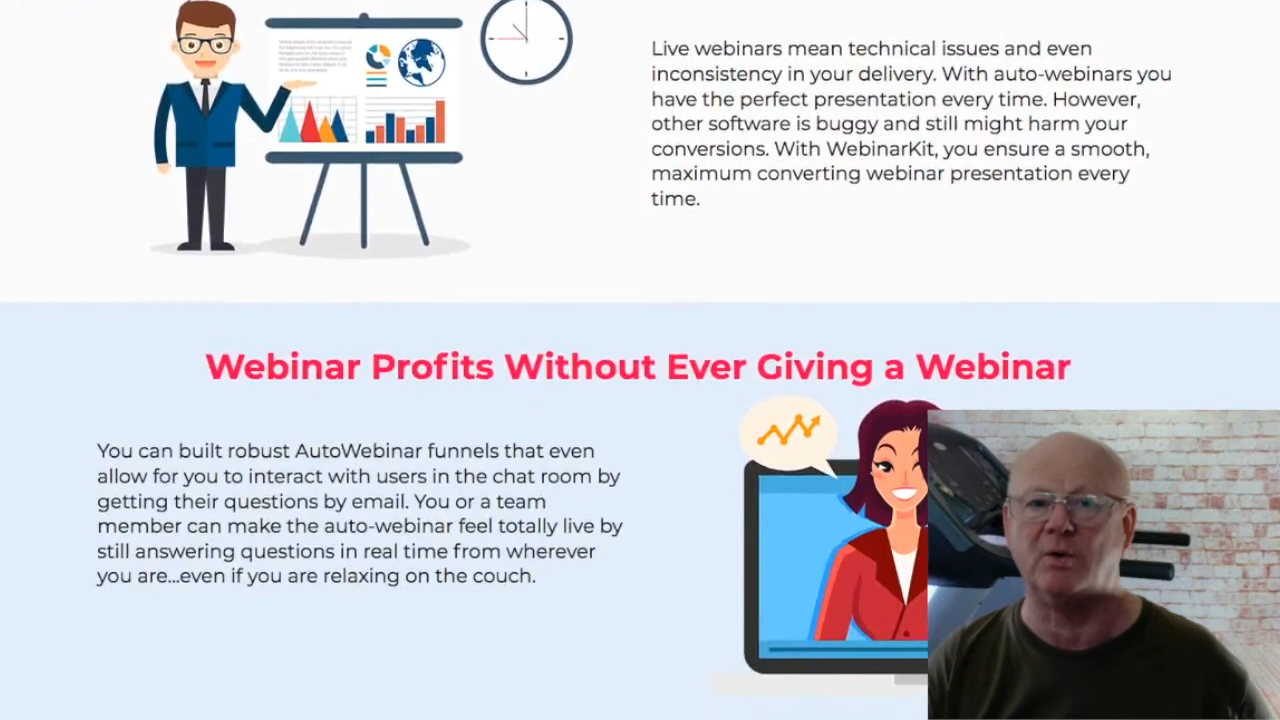 Live webinars mean technical issues and even
inconsistency in your delivery. With auto-webinars you
have the perfect presentation every time. However,
other software is buggy and still might harm your
conversions. With WebinarKit, you ensure a smooth,
maximum converting webinar presentation every
time.
Webinar Profits Without Ever Giving a Webinar
You can built robust AutoWebinar funnels that even
allow for you to interact with users in the chat room by
getting their questions by email. You or a team
member can make the auto-webinar feel totally live by
still answering questions in real time from wherever
you are...even if you are relaxing on the couch.